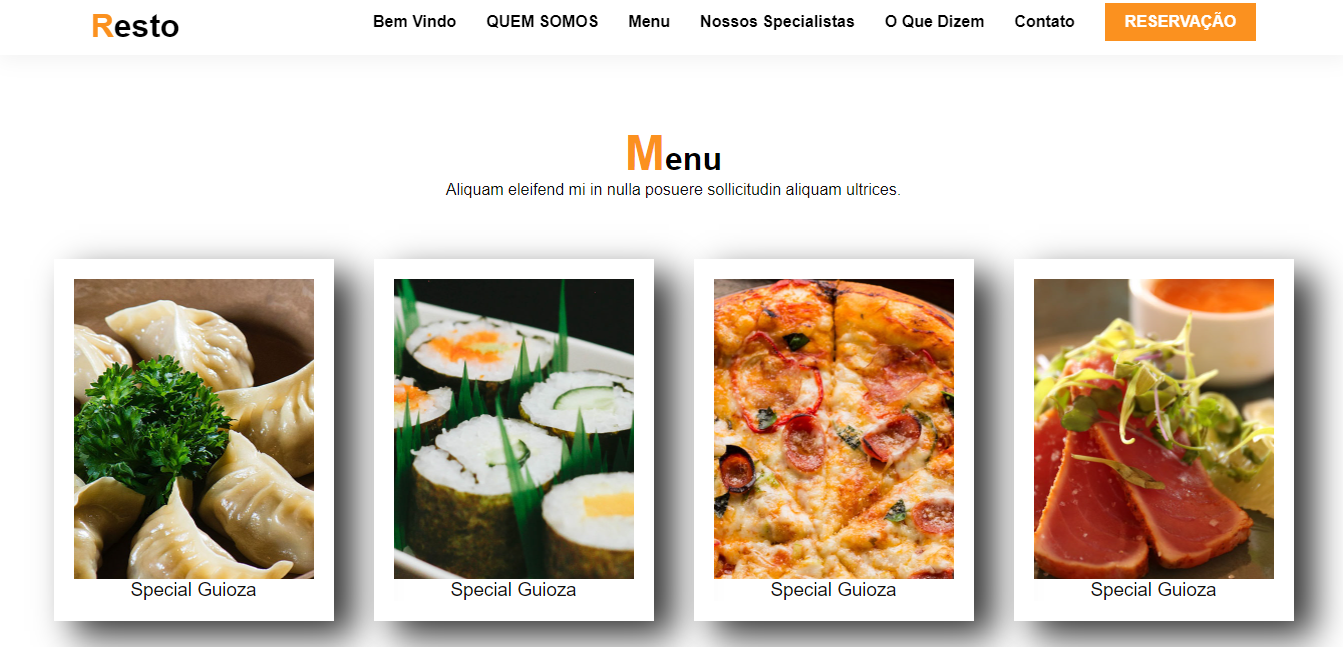 Resto
Bem Vindo QUEM SOMOS Menu Nossos Specialistas O Que Dizem Contato RESERVAÇÃO
Menu
Aliquam eleifend mi in nulla posuere sollicitudin aliquam ultrices.
Special Guioza Special Guioza Special Guioza Special Guioza